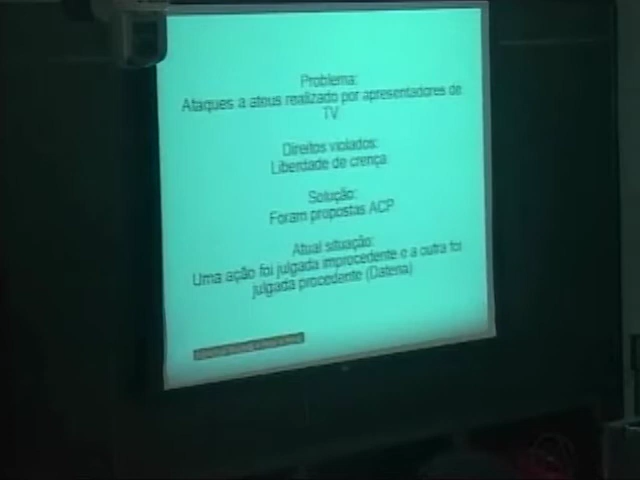 Problema:
Ataques a ateus realizado por apresentadores de
TV
Direitos violados:
Liberdade de crença
Solução:
Foram propostas ACP
Atual situação:
Uma ação foi julgada improcedente e a outra foi
julgada procedente (Datena)